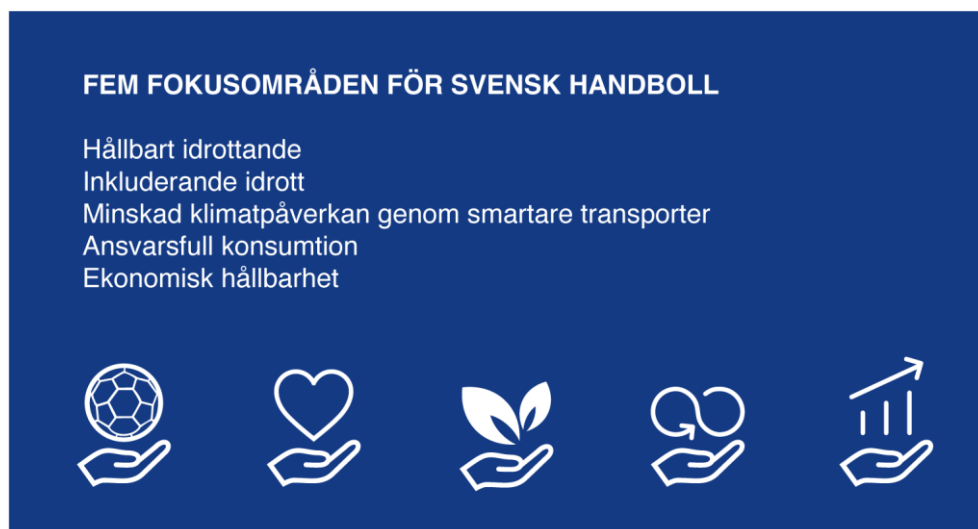 FEM FOKUSOMRÅDEN FÖR SVENSK HANDBOLL
Hållbart idrottande
Inkluderande idrott
Minskad klimatpåverkan genom smartare transporter
Ansvarsfull konsumtion
Ekonomisk hållbarhet